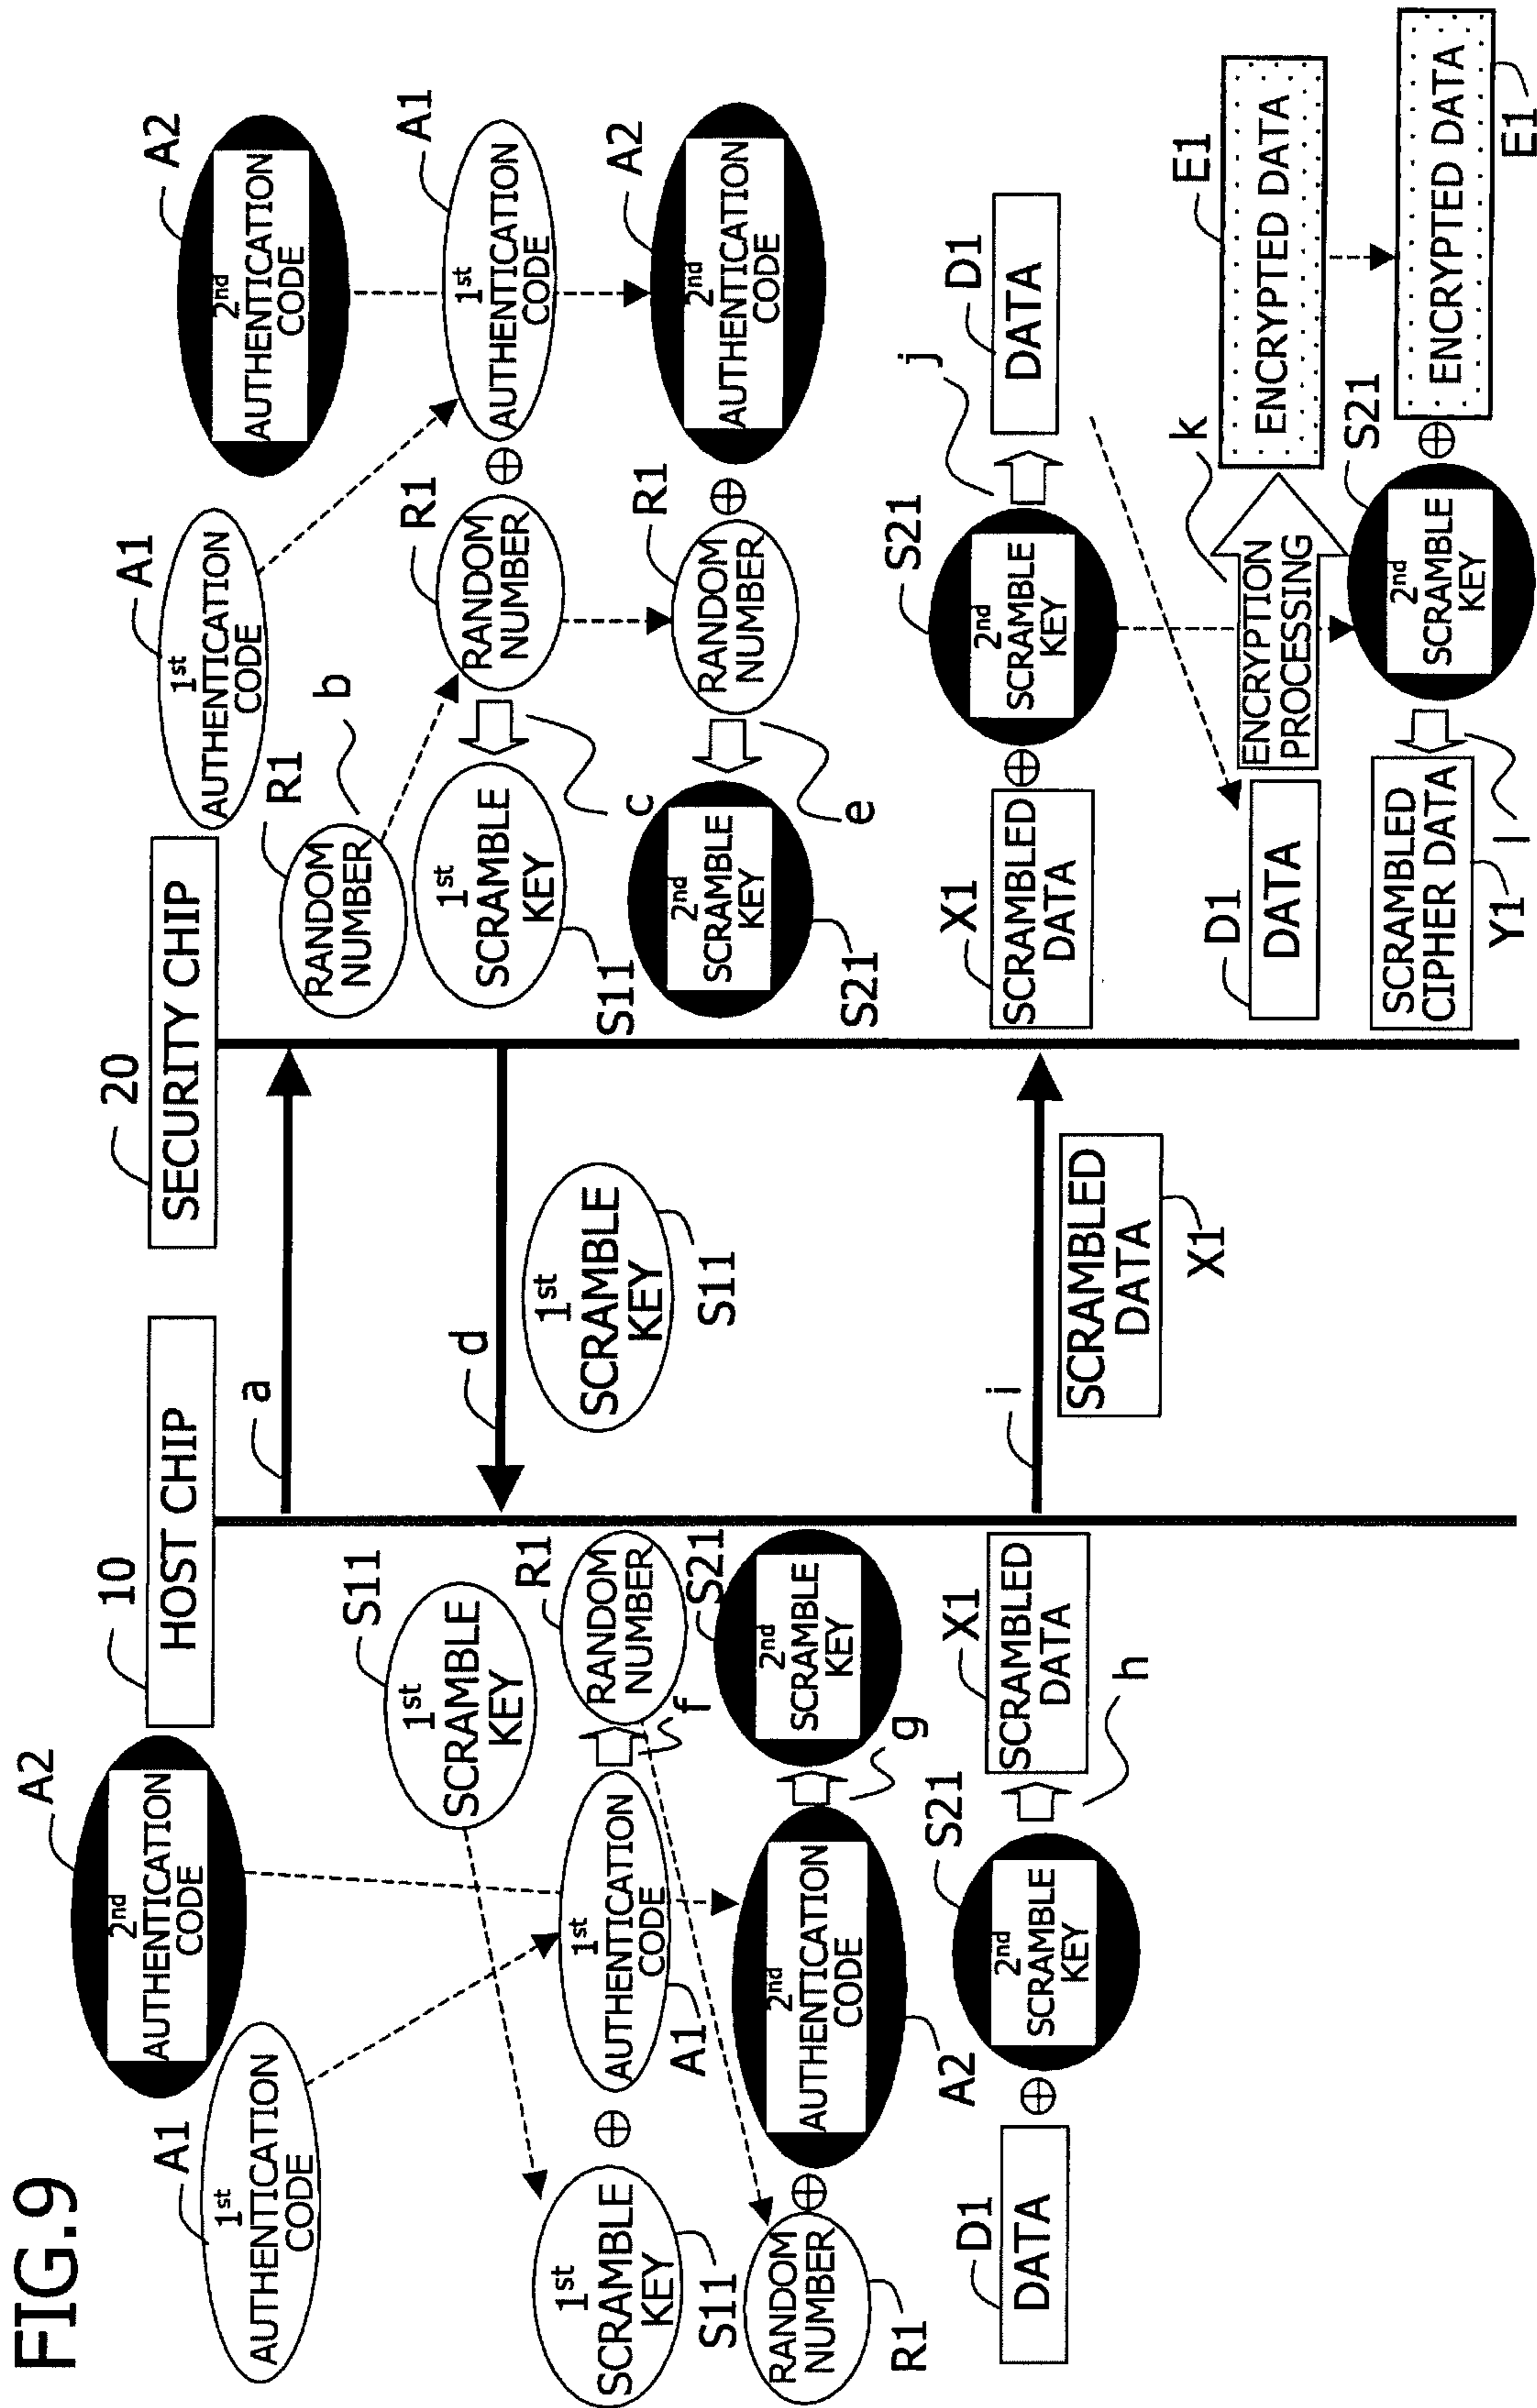 FIG.9
A1
1st
AUTHENTICATION
CODE
A2
2nd
AUTHENTICATION
CODE
10
HOST CHIP
20
SECURITY CHIP
a
R1
RANDOM
NUMBER
b
A1
1st
AUTHENTICATION
CODE
A2
2nd
AUTHENTICATION
CODE
S11
1st
SCRAMBLE
KEY
d
1st
SCRAMBLE
KEY
S11
1st
SCRAMBLE
KEY
S11
c
R1
RANDOM
NUMBER
⊕
A1
1st
AUTHENTICATION
CODE
1st
SCRAMBLE
KEY
S11
⊕
1st
AUTHENTICATION
CODE
A1
f
R1
RANDOM
NUMBER
2nd
SCRAMBLE
KEY
S21
e
R1
RANDOM
NUMBER
⊕
A2
2nd
AUTHENTICATION
CODE
RANDOM
NUMBER
R1
⊕
2nd
AUTHENTICATION
CODE
A2
g
S21
2nd
SCRAMBLE
KEY
D1
DATA
⊕
S21
2nd
SCRAMBLE
KEY
h
X1
SCRAMBLED
DATA
i
SCRAMBLED
DATA
X1
X1
SCRAMBLED
DATA
⊕
S21
2nd
SCRAMBLE
KEY
j
D1
DATA
D1
DATA
ENCRYPTION
PROCESSING
k
E1
ENCRYPTED DATA
SCRAMBLED
CIPHER DATA
Y1
l
S21
2nd
SCRAMBLE
KEY
⊕
ENCRYPTED DATA
E1